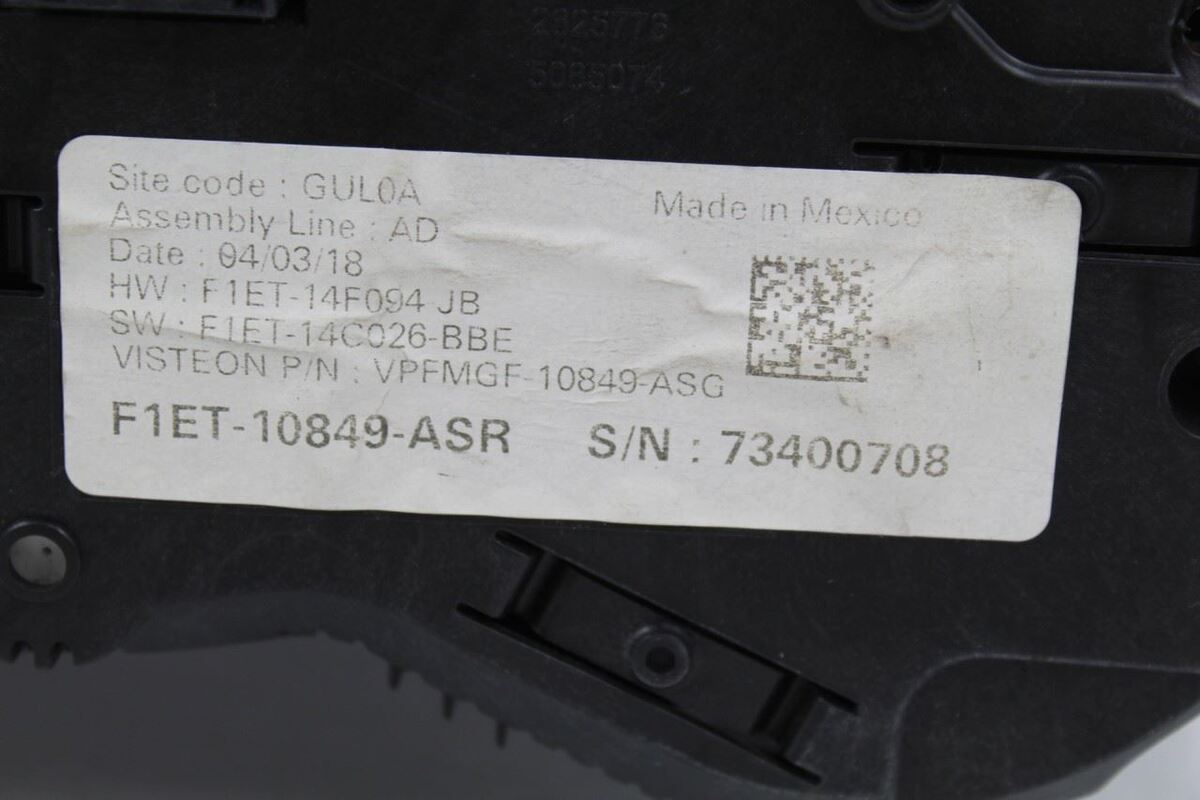 2825778
5085074
Site code : GUL0A
Made in Mexico
Assembly Line : AD
Date : 04/03/18
HW : F1ET-14F094 JB
SW : F1ET-14C026-BBE
VISTEON P/N : VPFMGF-10849-ASG
F1ET-10849-ASR S/N : 73400708